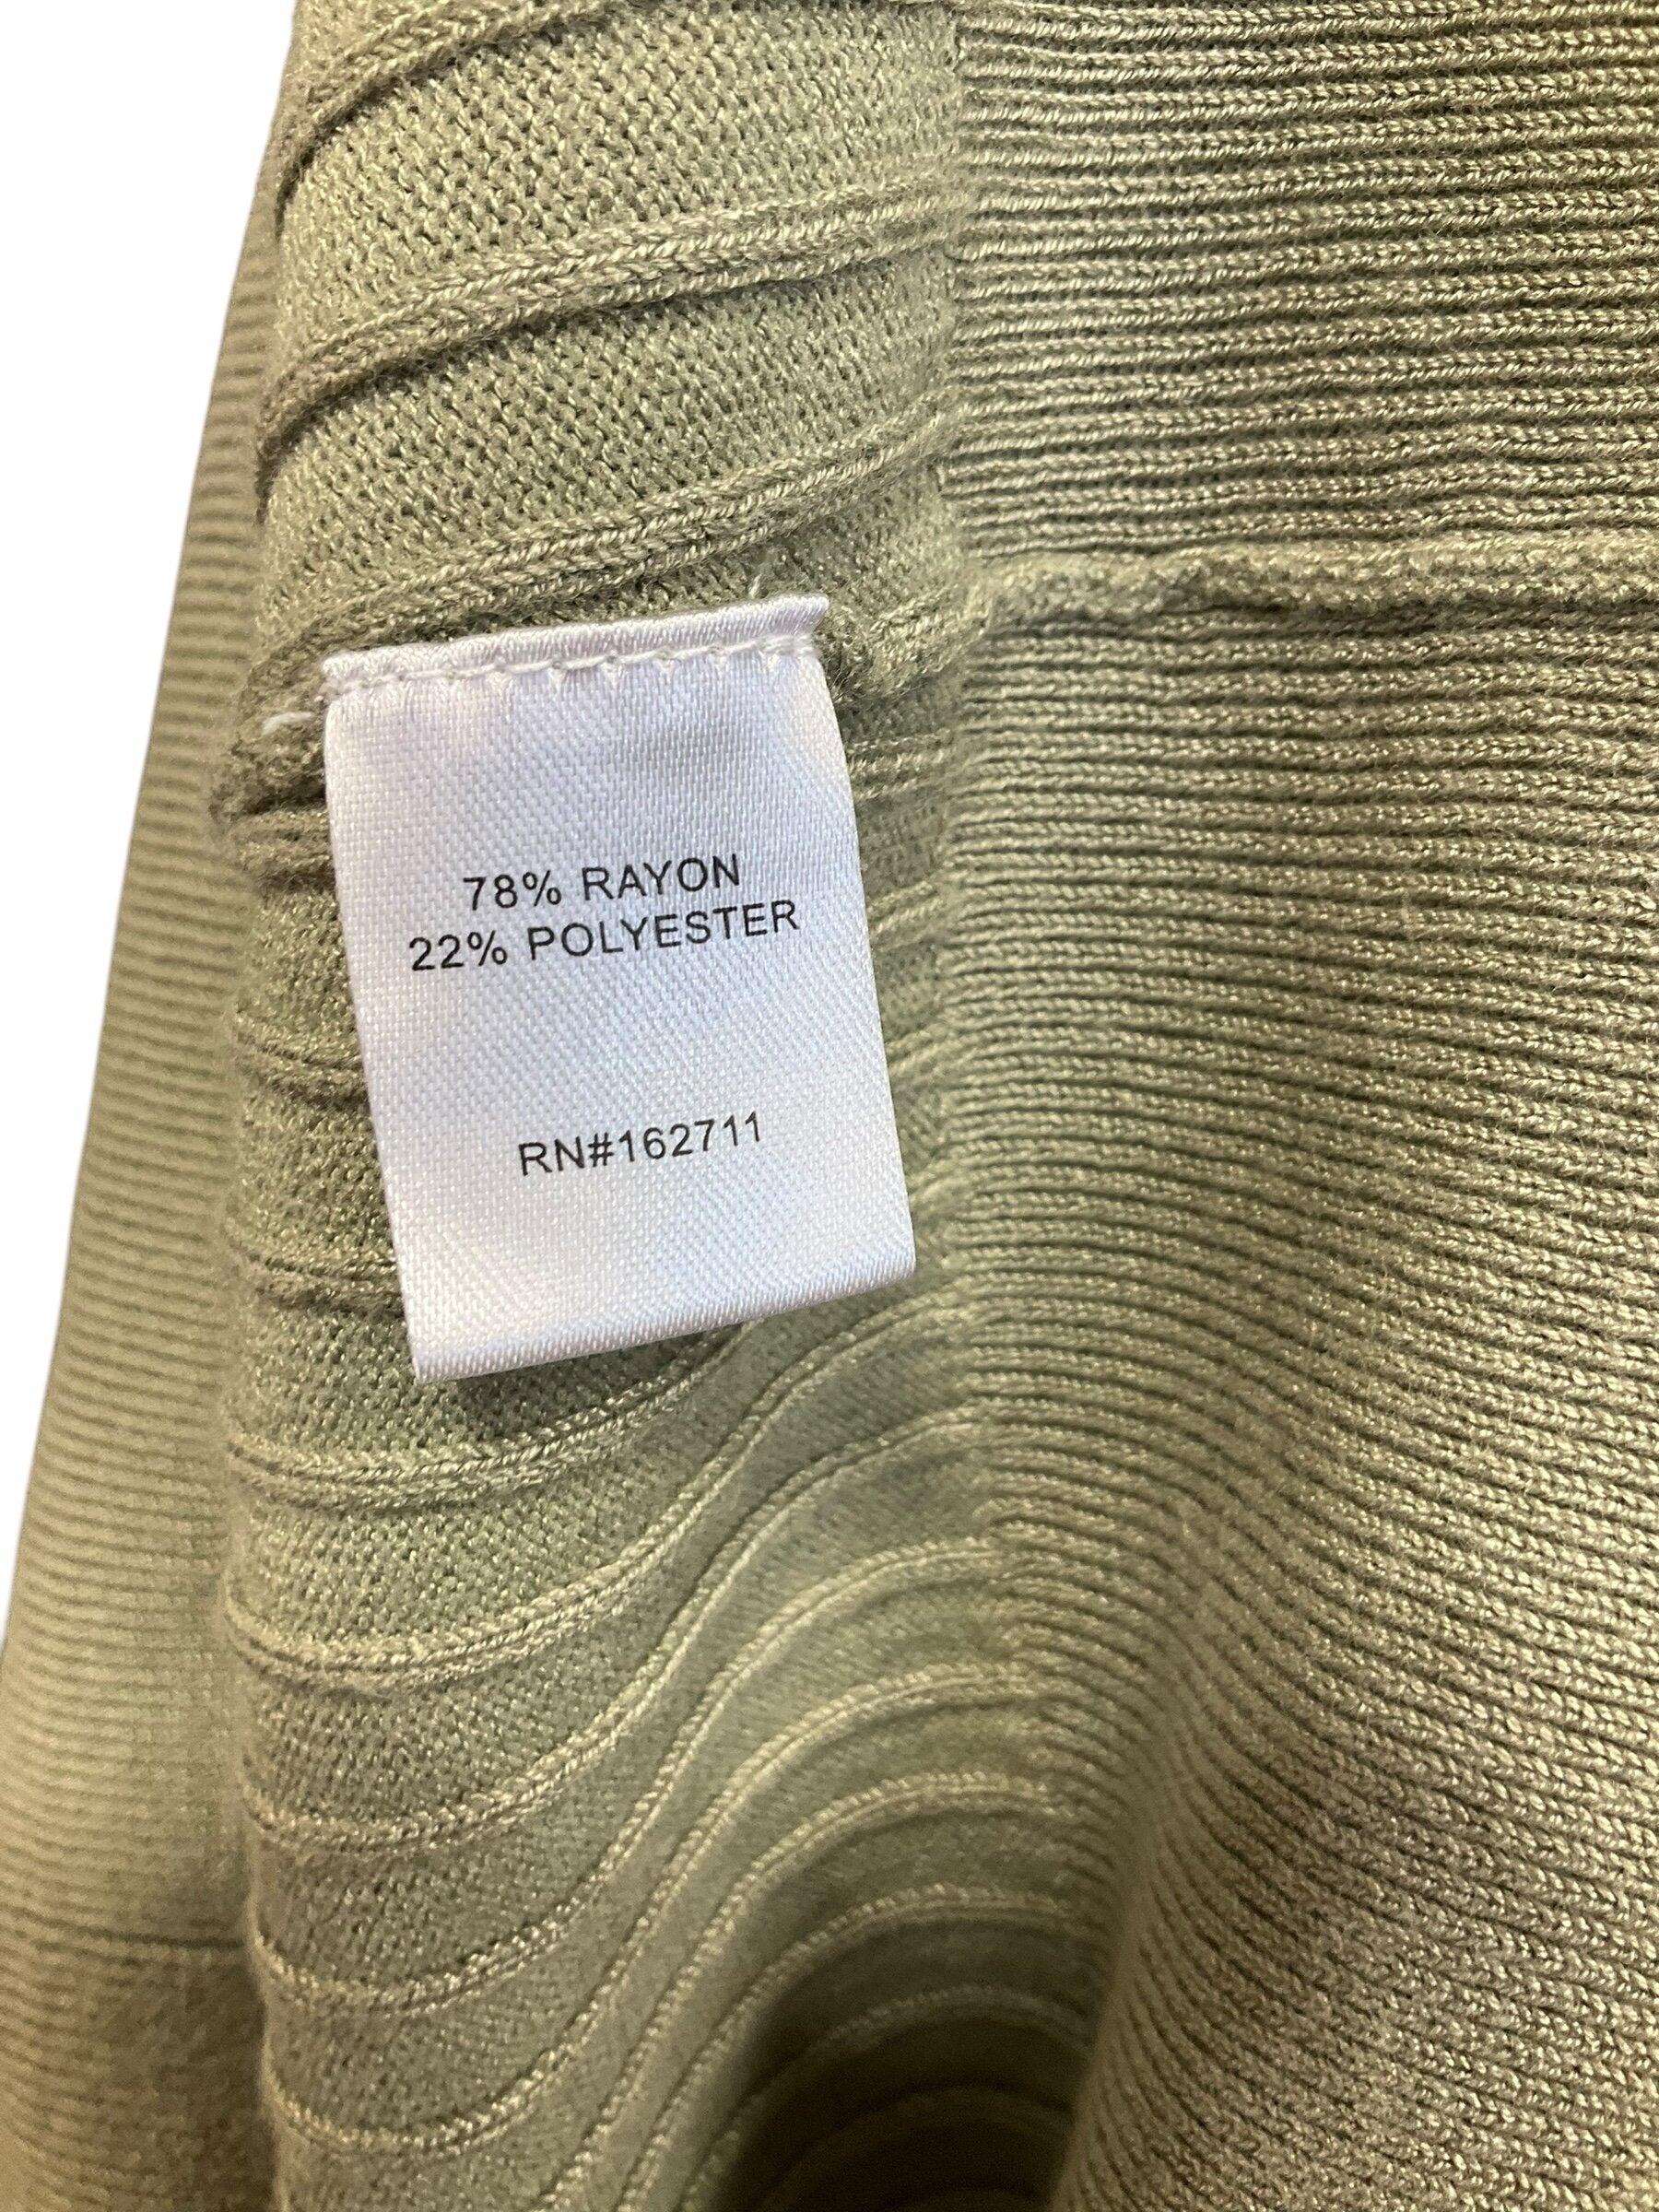 78% RAYON
22% POLYESTER
RN#162711